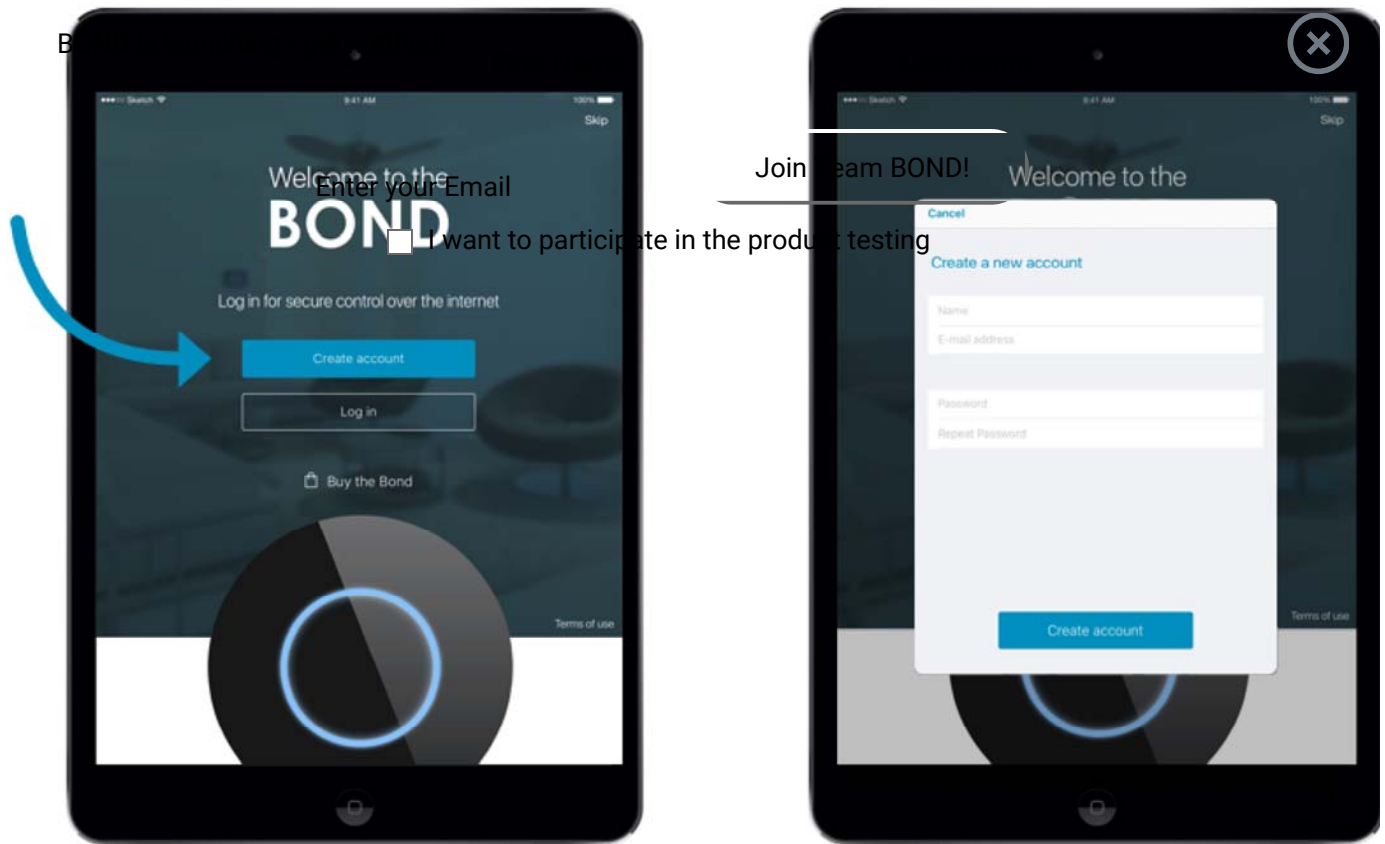 Sketch
9:41 AM
100%
Skip
Welcome to the
BOND
Log in for secure control over the internet
Create account
Log in
Buy the Bond
Terms of use
Enter your Email
Join Team BOND!
I want to participate in the product testing
Sketch
9:41 AM
100%
Skip
Welcome to the
Cancel
Create a new account
Name
E-mail address
Password
Repeat Password
Create account
Terms of use